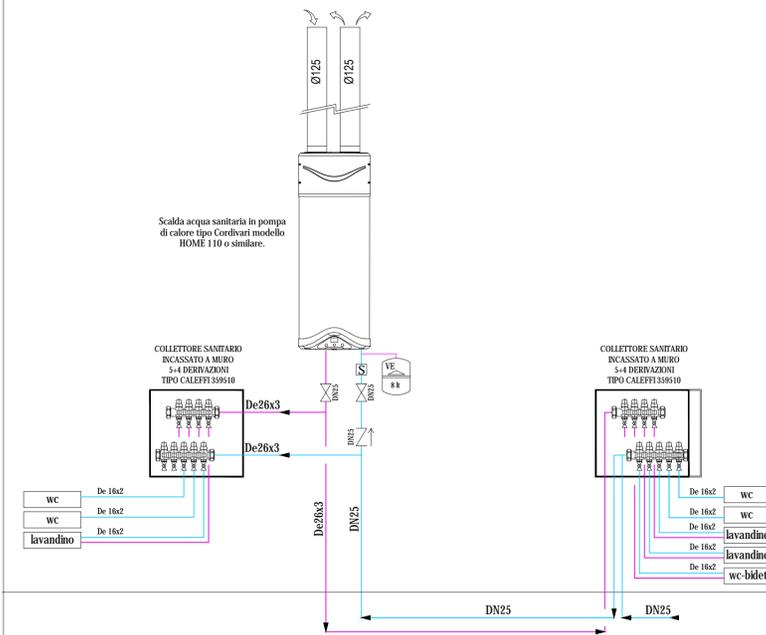 Ø125
Ø125
Scalda acqua sanitaria in pompa
di calore tipo Cordivari modello
HOME 110 o similare.
COLLETTORE SANITARIO
INCASSATO A MURO
5+4 DERIVAZIONI
TIPO CALEFFI 359510
S
VE
8 lt
DN25
DN25
DN25
De26x3
De26x3
COLLETTORE SANITARIO
INCASSATO A MURO
5+4 DERIVAZIONI
TIPO CALEFFI 359510
wc
De 16x2
wc
De 16x2
lavandino
De 16x2
De26x3
DN25
De 16x2
wc
De 16x2
wc
De 16x2
lavandino
De 16x2
lavandino
De 16x2
wc-bidet
DN25
DN25